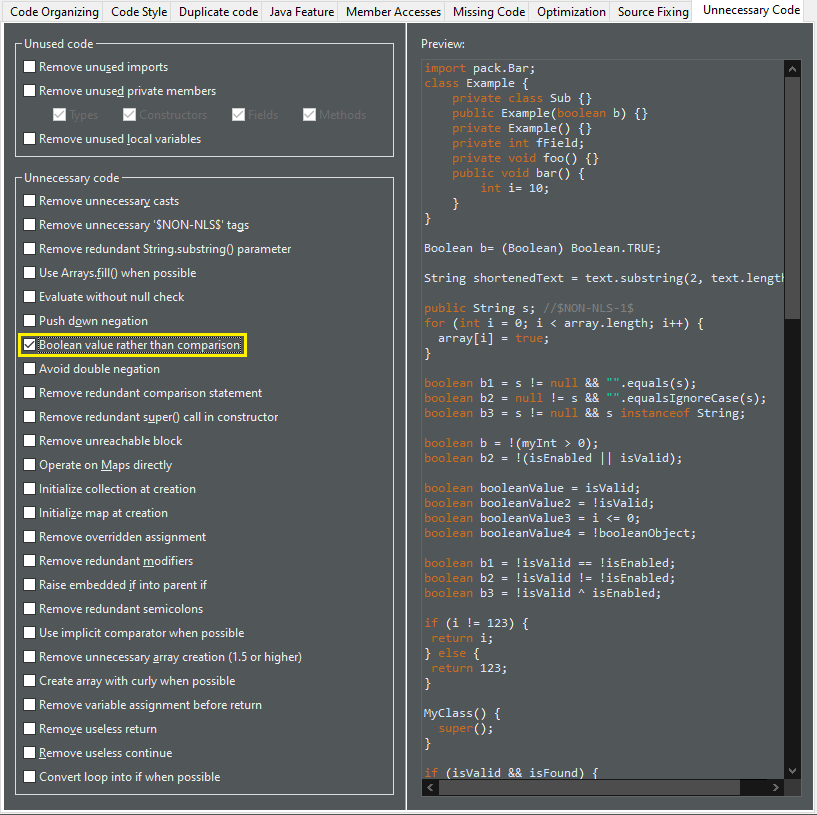 Code Organizing Code Style Duplicate code Java Feature Member Accesses Missing Code Optimization Source Fixing Unnecessary Code
Unused code
Remove unused imports
Remove unused private members
Types Constructors Fields Methods
Remove unused local variables
Unnecessary code
Remove unnecessary casts
Remove unnecessary '$NON-NLS$' tags
Remove redundant String.substring() parameter
Use Arrays.fill() when possible
Evaluate without null check
Push down negation
Boolean value rather than comparison
Avoid double negation
Remove redundant comparison statement
Remove redundant super() call in constructor
Remove unreachable block
Operate on Maps directly
Initialize collection at creation
Initialize map at creation
Remove overridden assignment
Remove redundant modifiers
Raise embedded if into parent if
Remove redundant semicolons
Use implicit comparator when possible
Remove unnecessary array creation (1.5 or higher)
Create array with curly when possible
Remove variable assignment before return
Remove useless return
Remove useless continue
Convert loop into if when possible
Preview:
import pack.Bar;
class Example {
    private class Sub {}
    public Example(boolean b) {}
    private Example() {}
    private int fField;
    private void foo() {}
    public void bar() {
        int i= 10;
    }
}
Boolean b= (Boolean) Boolean.TRUE;
String shortenedText = text.substring(2, text.lengt
public String s; //$NON-NLS-1$
for (int i = 0; i < array.length; i++) {
  array[i] = true;
}
boolean b1 = s != null && "".equals(s);
boolean b2 = null != s && "".equalsIgnoreCase(s);
boolean b3 = s != null && s instanceof String;
boolean b = !(myInt > 0);
boolean b2 = !(isEnabled || isValid);
boolean booleanValue = isValid;
boolean booleanValue2 = !isValid;
boolean booleanValue3 = i <= 0;
boolean booleanValue4 = !booleanObject;
boolean b1 = !isValid == !isEnabled;
boolean b2 = !isValid != !isEnabled;
boolean b3 = !isValid ^ isEnabled;
if (i != 123) {
 return i;
} else {
 return 123;
}
MyClass() {
  super();
}
if (isValid && isFound) {